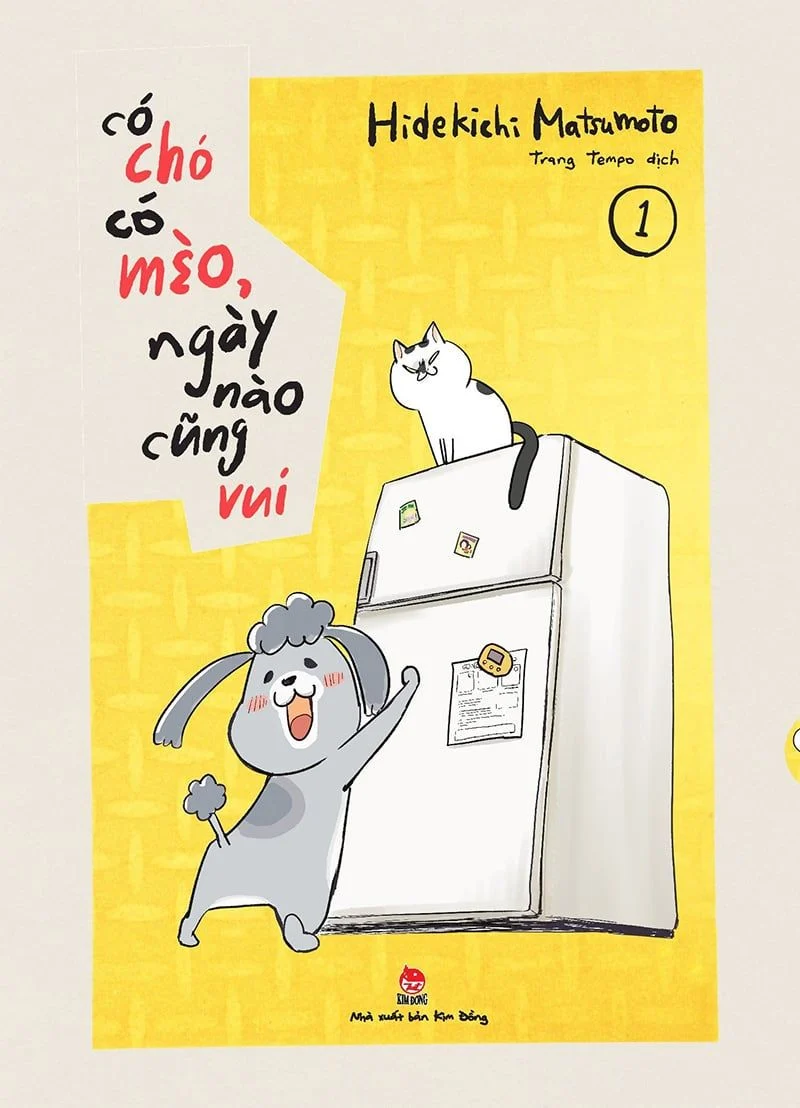 có
chó
có
mèo,
ngày
nào
cũng
vui
Hidekichi Matsumoto
Trang Tempo dịch
1
KIM ĐỒNG
Nhà xuất bản Kim Đồng